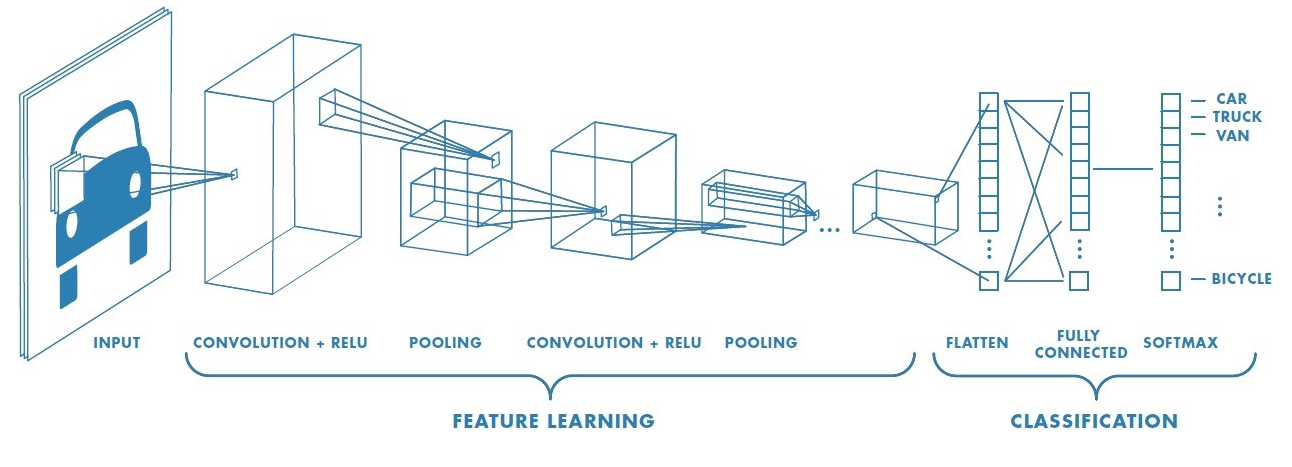 CAR
TRUCK
VAN
BICYCLE
INPUT
CONVOLUTION + RELU
POOLING
CONVOLUTION + RELU
POOLING
FLATTEN
FULLY
CONNECTED
SOFTMAX
FEATURE LEARNING
CLASSIFICATION